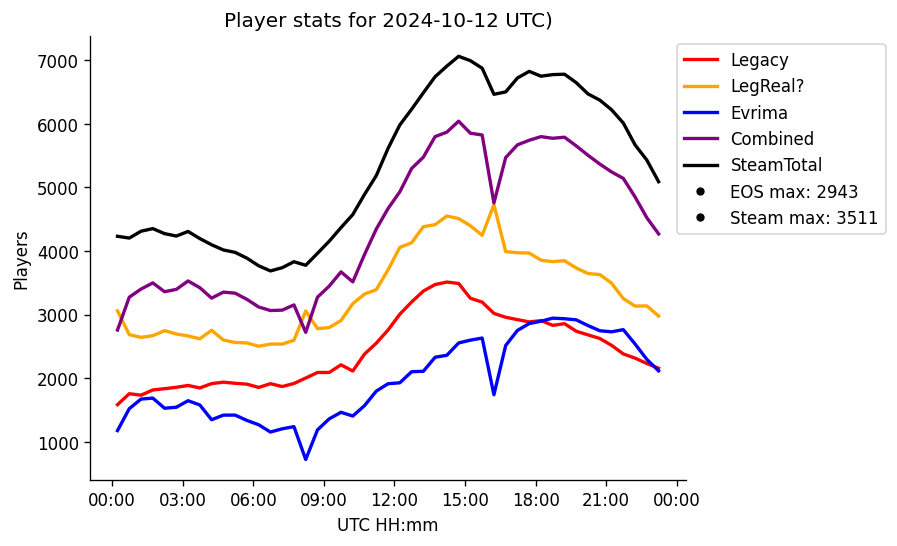 Player stats for 2024-10-12 UTC)
Legacy
LegReal?
Evrima
Combined
SteamTotal
EOS max: 2943
Steam max: 3511
Players
7000
6000
5000
4000
3000
2000
1000
00:00 03:00 06:00 09:00 12:00 15:00 18:00 21:00 00:00
UTC HH:mm